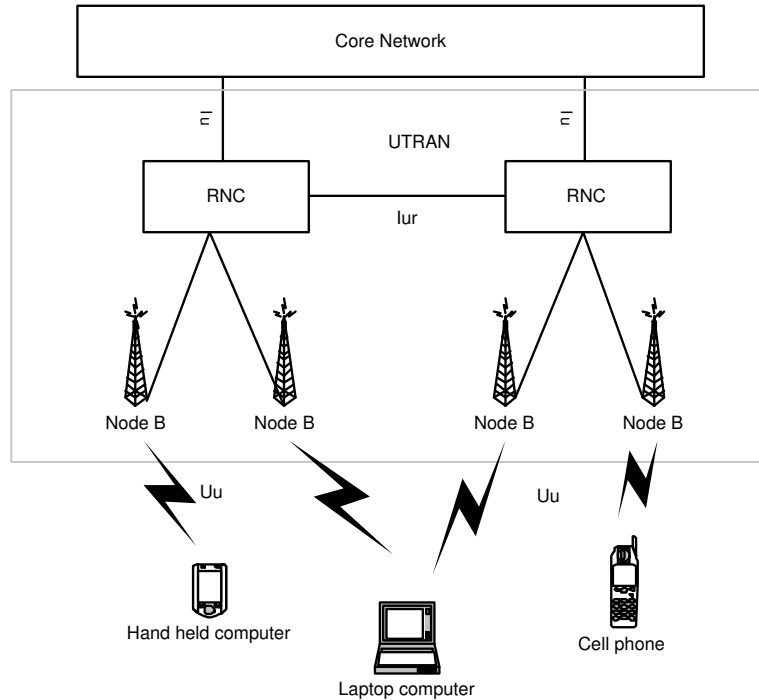 Core Network
Iu
Iu
UTRAN
RNC
RNC
Iur
Node B
Node B
Node B
Node B
Uu
Uu
Hand held computer
Cell phone
Laptop computer